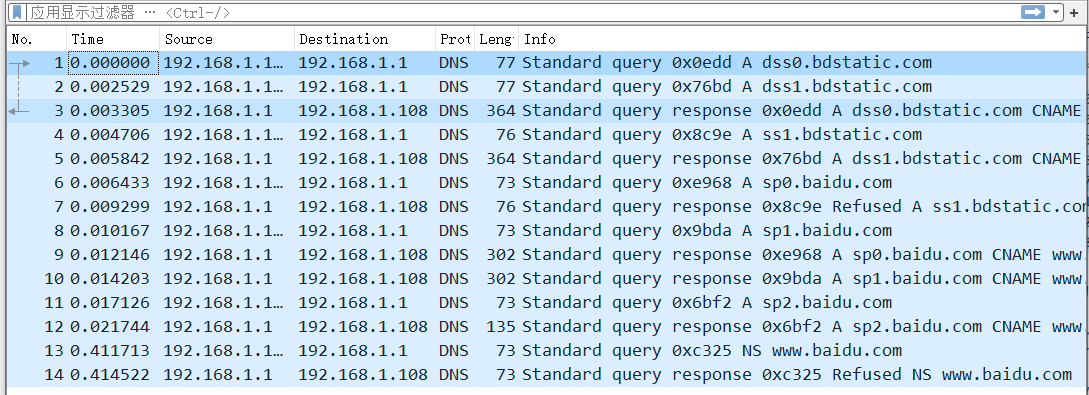 应用显示过滤器 … <Ctrl-/>
No. Time Source Destination Prot Leng Info
1 0.000000 192.168.1.1… 192.168.1.1 DNS 77 Standard query 0x0edd A dss0.bdstatic.com
2 0.002529 192.168.1.1… 192.168.1.1 DNS 77 Standard query 0x76bd A dss1.bdstatic.com
3 0.003305 192.168.1.1 192.168.1.108 DNS 364 Standard query response 0x0edd A dss0.bdstatic.com CNAME
4 0.004706 192.168.1.1… 192.168.1.1 DNS 76 Standard query 0x8c9e A ss1.bdstatic.com
5 0.005842 192.168.1.1 192.168.1.108 DNS 364 Standard query response 0x76bd A dss1.bdstatic.com CNAME
6 0.006433 192.168.1.1… 192.168.1.1 DNS 73 Standard query 0xe968 A sp0.baidu.com
7 0.009299 192.168.1.1 192.168.1.108 DNS 76 Standard query response 0x8c9e Refused A ss1.bdstatic.com
8 0.010167 192.168.1.1… 192.168.1.1 DNS 73 Standard query 0x9bda A sp1.baidu.com
9 0.012146 192.168.1.1 192.168.1.108 DNS 302 Standard query response 0xe968 A sp0.baidu.com CNAME www.
10 0.014203 192.168.1.1 192.168.1.108 DNS 302 Standard query response 0x9bda A sp1.baidu.com CNAME www.
11 0.017126 192.168.1.1… 192.168.1.1 DNS 73 Standard query 0x6bf2 A sp2.baidu.com
12 0.021744 192.168.1.1 192.168.1.108 DNS 135 Standard query response 0x6bf2 A sp2.baidu.com CNAME www.
13 0.411713 192.168.1.1… 192.168.1.1 DNS 73 Standard query 0xc325 NS www.baidu.com
14 0.414522 192.168.1.1 192.168.1.108 DNS 73 Standard query response 0xc325 Refused NS www.baidu.com